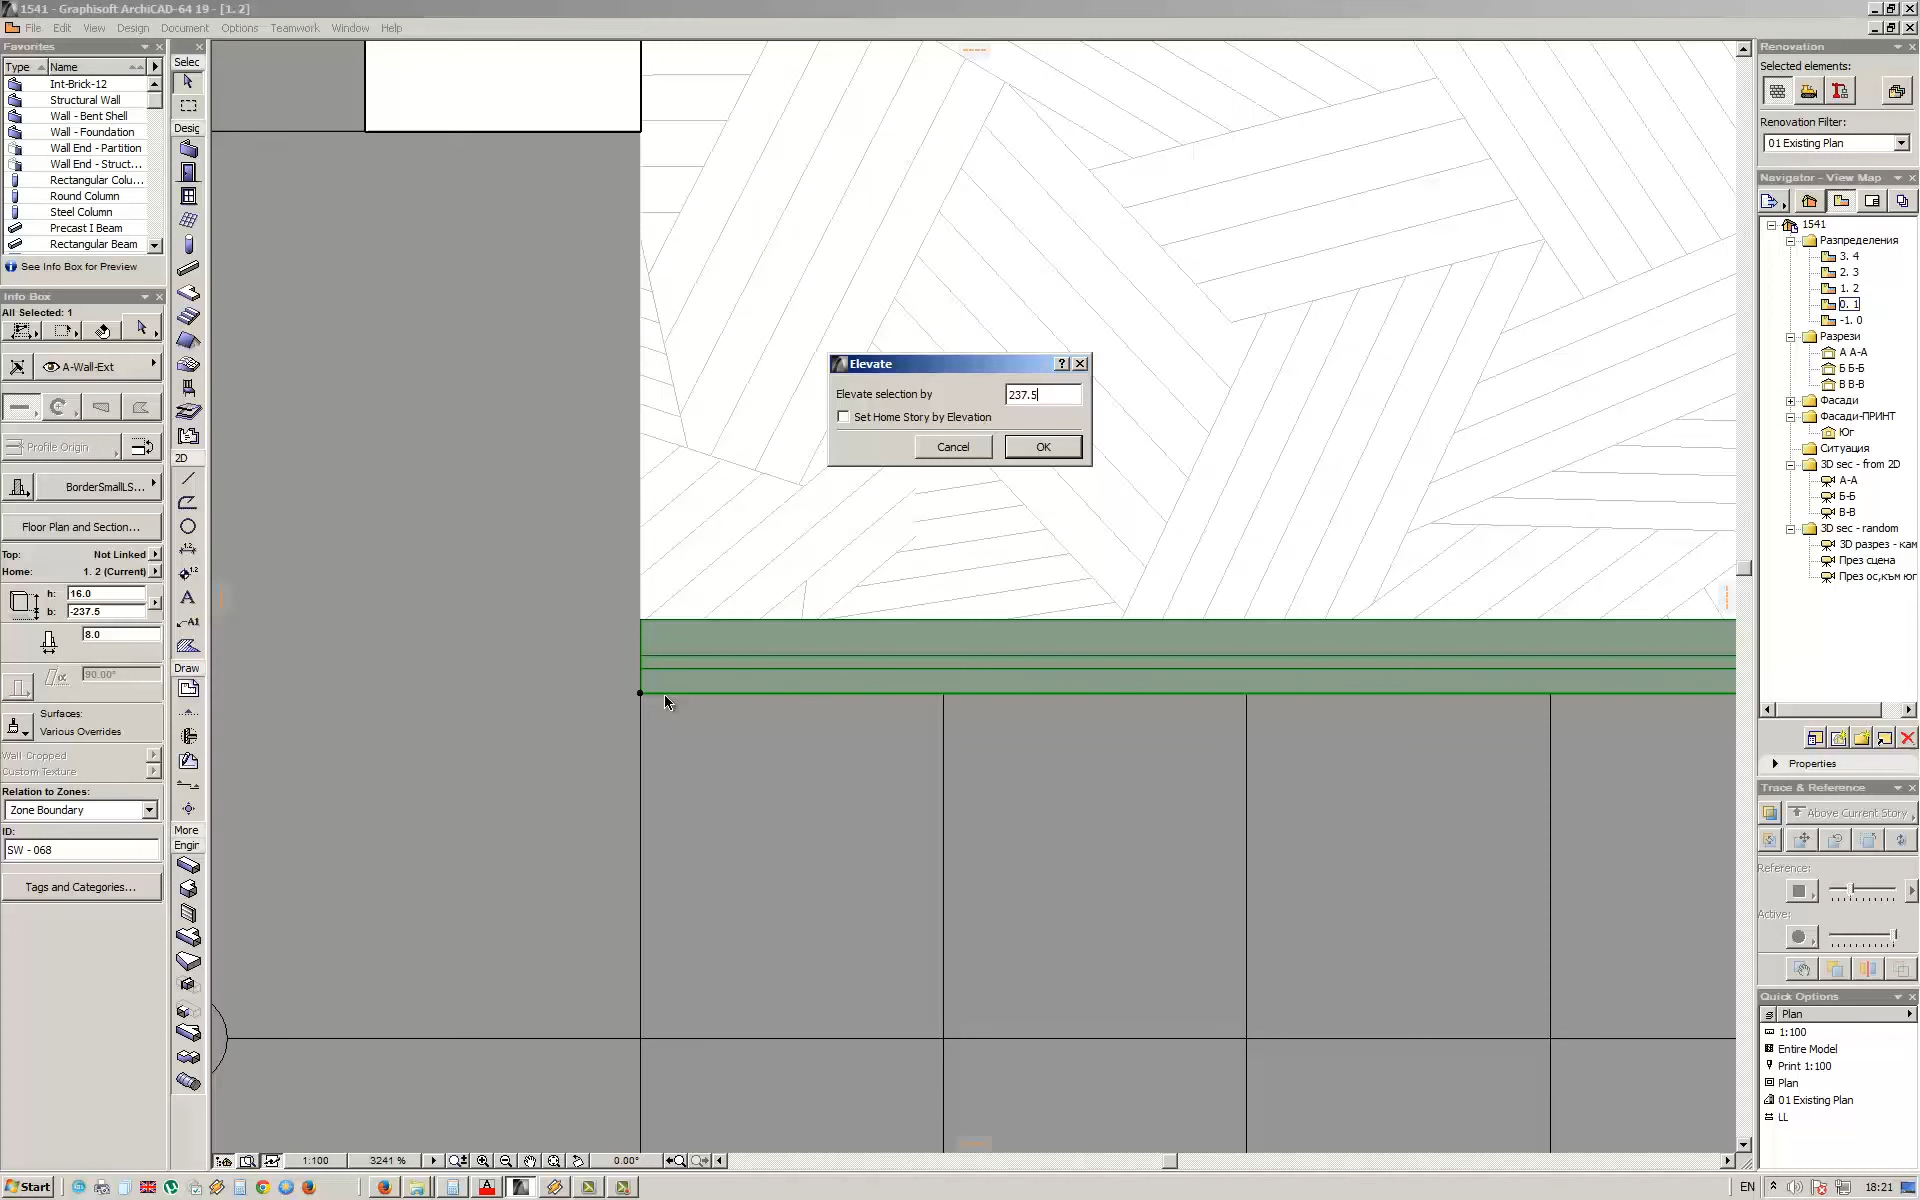 1541 - Graphisoft ArchiCAD-64 19 - [1. 2]
File Edit View Design Document Options Teamwork Window Help
Favorites
Type Name
Int-Brick-12
Structural Wall
Wall - Bent Shell
Wall - Foundation
Wall End - Partition
Wall End - Struct...
Rectangular Colu...
Round Column
Steel Column
Precast I Beam
Rectangular Beam
See Info Box for Preview
Info Box
All Selected: 1
A-Wall-Ext
Profile Origin
BorderSmallLS...
Floor Plan and Section...
Top: Not Linked
Home: 1. 2 (Current)
h: 16.0
b: -237.5
8.0
90.00°
Surfaces:
Various Overrides
Wall Cropped
Custom Texture
Relation to Zones:
Zone Boundary
ID:
SW - 068
Tags and Categories...
Selec
Desig
2D
1.2
1.2
A
A1
Draw
More
Engir
Elevate
Elevate selection by 237.5
Set Home Story by Elevation
Cancel OK
1:100 3241 % 0.00°
Renovation
Selected elements:
Renovation Filter:
01 Existing Plan
Navigator - View Map
1541
Разпределения
3. 4
2. 3
1. 2
0. 1
-1. 0
Разрези
А А-А
Б Б-Б
В В-В
Фасади
Фасади-ПРИНТ
Юг
Ситуация
3D sec - from 2D
А-А
Б-Б
В-В
3D sec - random
3D разрез - кам
През сцена
През ос,към юг
Properties
Trace & Reference
Above Current Story
Reference:
Active:
Quick Options
Plan
1:100
Entire Model
Print 1:100
Plan
01 Existing Plan
LL
Start
EN 18:21